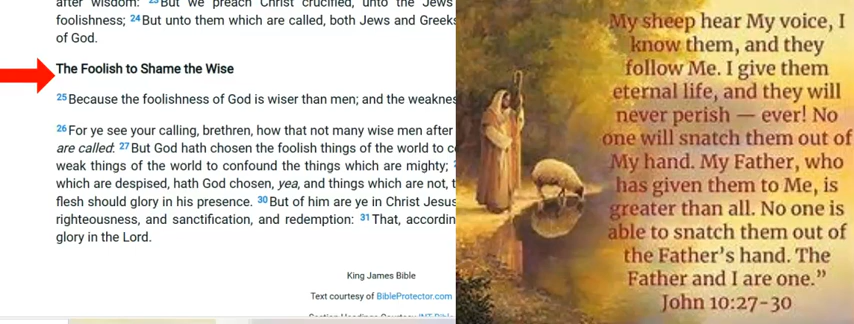 after wisdom: 23 But we preach Christ crucified, unto the Jews
foolishness; 24 But unto them which are called, both Jews and Greeks
of God.
The Foolish to Shame the Wise
25 Because the foolishness of God is wiser than men; and the weaknes
26 For ye see your calling, brethren, how that not many wise men after
are called: 27 But God hath chosen the foolish things of the world to c
weak things of the world to confound the things which are mighty;
which are despised, hath God chosen, yea, and things which are not, t
flesh should glory in his presence. 30 But of him are ye in Christ Jesus
righteousness, and sanctification, and redemption: 31 That, accordin
glory in the Lord.
King James Bible
Text courtesy of BibleProtector.com
Section Headings Courtesy INT Bible
My sheep hear My voice, I
know them, and they
follow Me. I give them
eternal life, and they will
never perish — ever! No
one will snatch them out of
My hand. My Father, who
has given them to Me, is
greater than all. No one is
able to snatch them out of
the Father's hand. The
Father and I are one.”
John 10:27-30